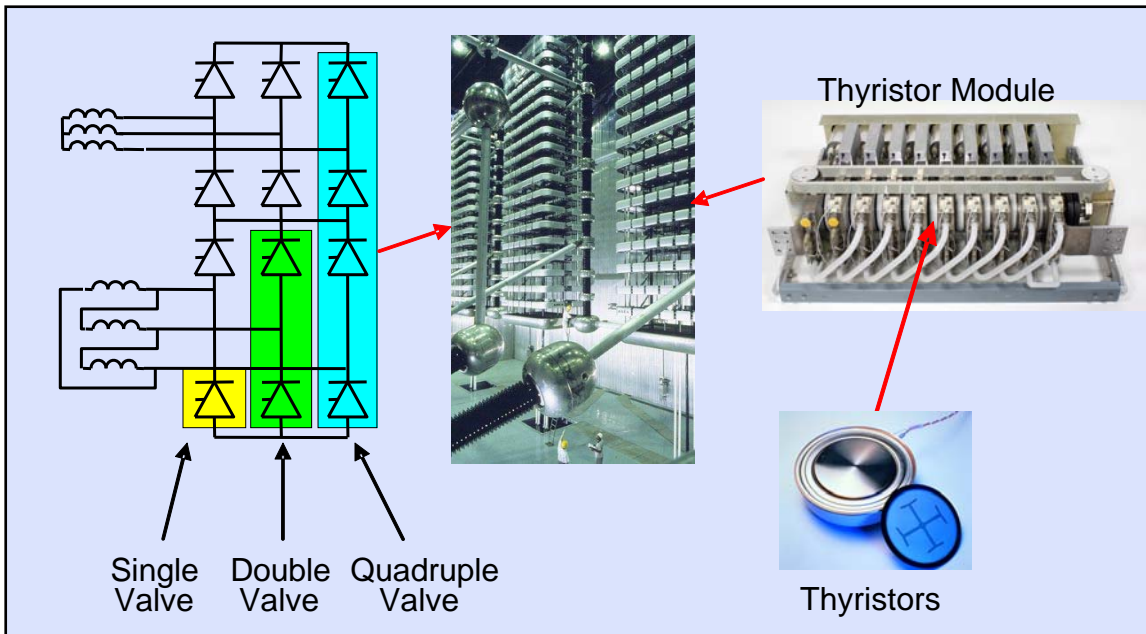 Thyristor Module
Single
Valve
Double
Valve
Quadruple
Valve
Thyristors